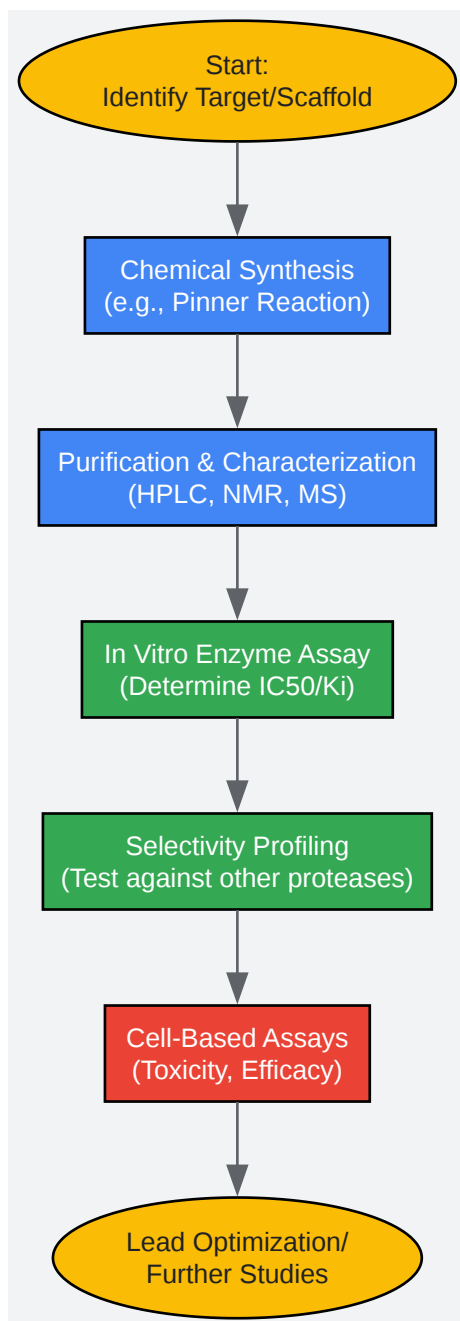 Start:
Identify Target/Scaffold
Chemical Synthesis
(e.g., Pinner Reaction)
Purification & Characterization
(HPLC, NMR, MS)
In Vitro Enzyme Assay
(Determine IC50/Ki)
Selectivity Profiling
(Test against other proteases)
Cell-Based Assays
(Toxicity, Efficacy)
Lead Optimization/
Further Studies